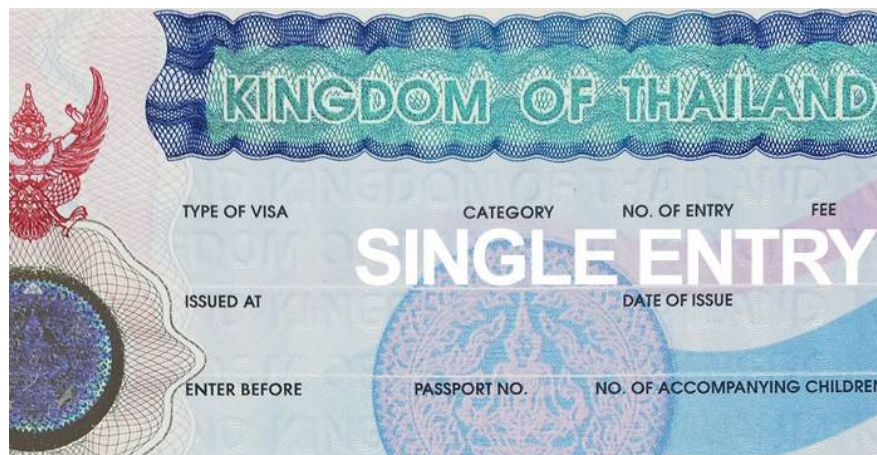 KINGDOM OF THAILAND
TYPE OF VISA CATEGORY NO. OF ENTRY FEE
SINGLE ENTRY
ISSUED AT DATE OF ISSUE
ENTER BEFORE PASSPORT NO. NO. OF ACCOMPANYING CHILDREN